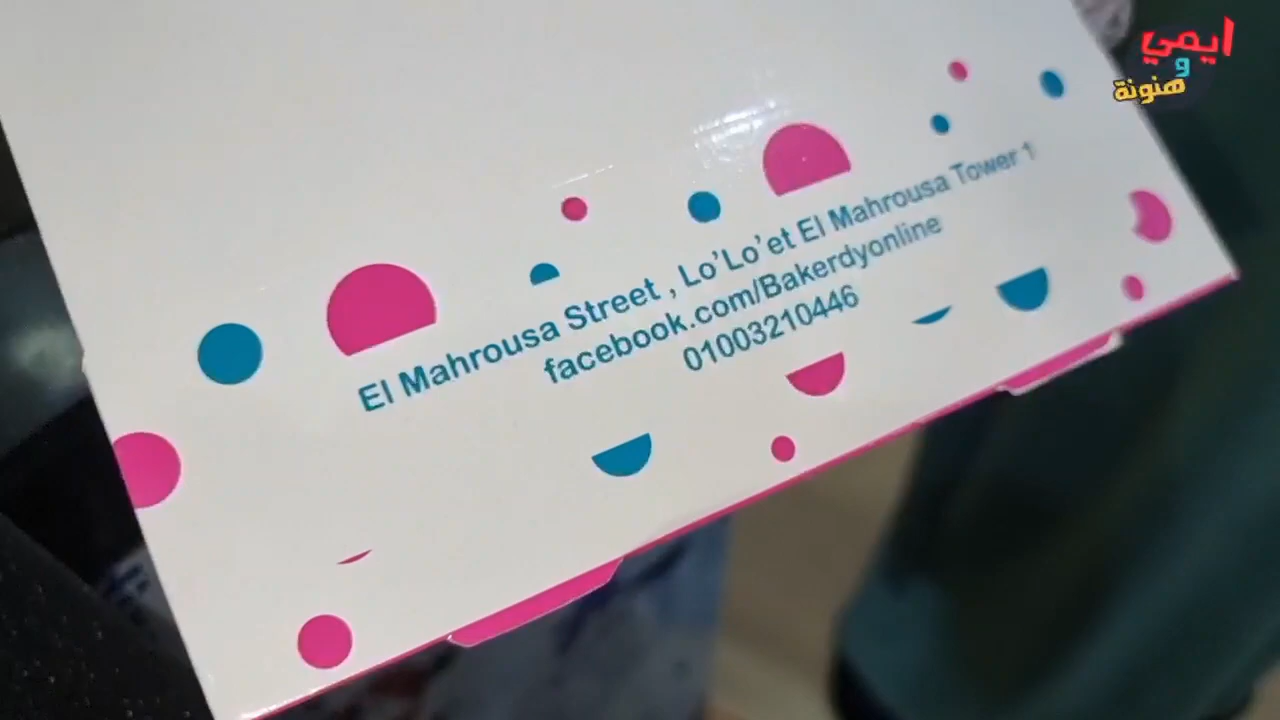 ايمي
و
هنونة
El Mahrousa Street , Lo'Lo'et El Mahrousa Tower 1
facebook.com/Bakerdyonline
01003210446